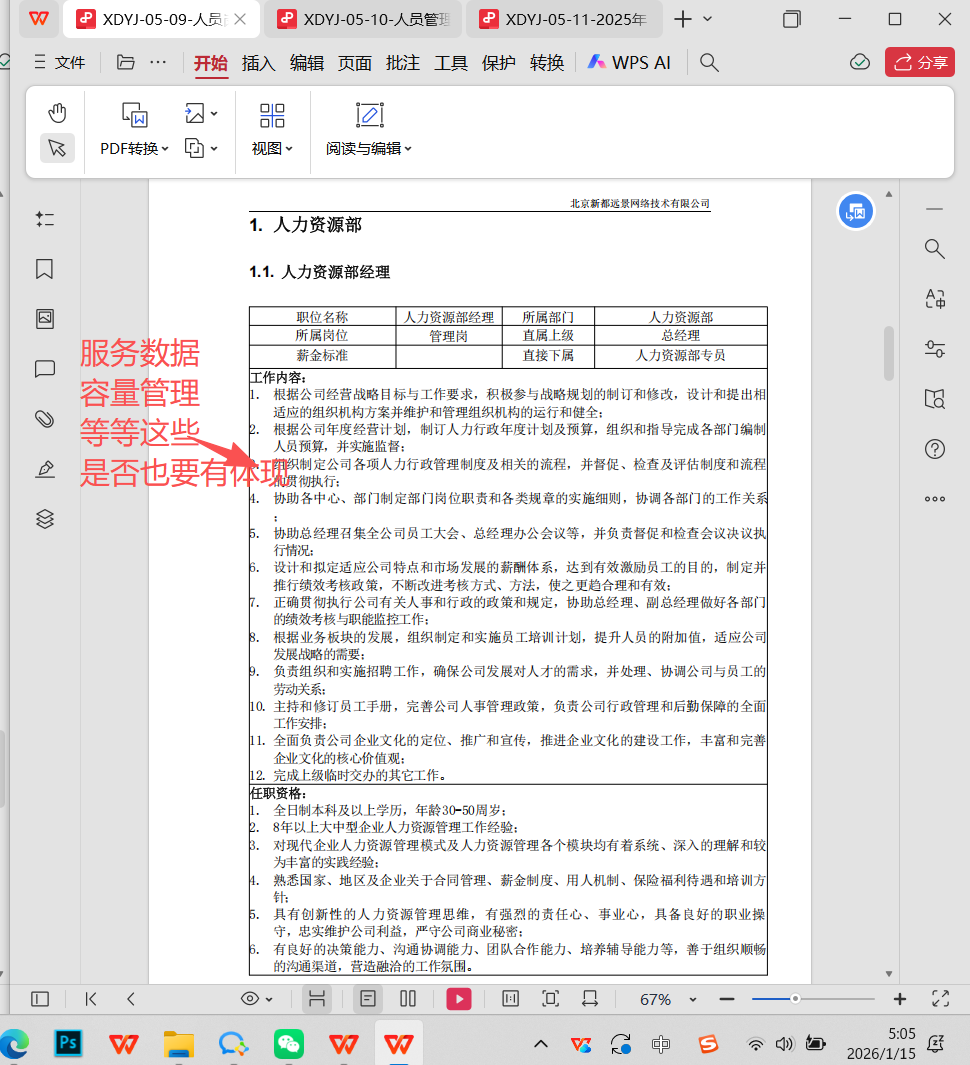 XDYJ-05-09-人员
XDYJ-05-10-人员管理
XDYJ-05-11-2025年
文件
开始 插入 编辑 页面 批注 工具 保护 转换 WPS AI
分享
PDF转换
视图
阅读与编辑
北京新都远景网络技术有限公司
1. 人力资源部
1.1. 人力资源部经理
职位名称 人力资源部经理 所属部门 人力资源部
所属岗位 管理岗 直属上级 总经理
薪金标准 直接下属 人力资源部专员
服务数据
容量管理
等等这些
是否也要有体现
工作内容:
1. 根据公司经营战略目标与工作要求，积极参与战略规划的制订和修改，设计和提出相
适应的组织机构方案并维护和管理组织机构的运行和健全;
2. 根据公司年度经营计划，制订人力行政年度计划及预算，组织和指导完成各部门编制
人员预算，并实施监督;
组织制定公司各项人力行政管理制度及相关的流程，并督促、检查及评估制度和流程
的贯彻执行;
4. 协助各中心、部门制定部门岗位职责和各类规章的实施细则，协调各部门的工作关系
;
5. 协助总经理召集全公司员工大会、总经理办公会议等，并负责督促和检查会议决议执
行情况;
6. 设计和拟定适应公司特点和市场发展的薪酬体系，达到有效激励员工的目的，制定并
推行绩效考核政策，不断改进考核方式、方法，使之更趋合理和有效;
7. 正确贯彻执行公司有关人事和行政的政策和规定，协助总经理、副总经理做好各部门
的绩效考核与职能监控工作;
8. 根据业务板块的发展，组织制定和实施员工培训计划，提升人员的附加值，适应公司
发展战略的需要;
9. 负责组织和实施招聘工作，确保公司发展对人才的需求，并处理、协调公司与员工的
劳动关系;
10. 主持和修订员工手册，完善公司人事管理政策，负责公司行政管理和后勤保障的全面
工作安排;
11. 全面负责公司企业文化的定位、推广和宣传，推进企业文化的建设工作，丰富和完善
企业文化的核心价值观;
12. 完成上级临时交办的其它工作。
任职资格:
1. 全日制本科及以上学历，年龄30-50周岁;
2. 8年以上大中型企业人力资源管理工作经验;
3. 对现代企业人力资源管理模式及人力资源管理各个模块均有着系统、深入的理解和较
为丰富的实践经验;
4. 熟悉国家、地区及企业关于合同管理、薪金制度、用人机制、保险福利待遇和培训方
针;
5. 具有创新性的人力资源管理思维，有强烈的责任心、事业心，具备良好的职业操
守，忠实维护公司利益，严守公司商业秘密;
6. 有良好的决策能力、沟通协调能力、团队合作能力、培养辅导能力等，善于组织顺畅
的沟通渠道，营造融洽的工作氛围。
67%
Ps
中
5:05
2026/1/15